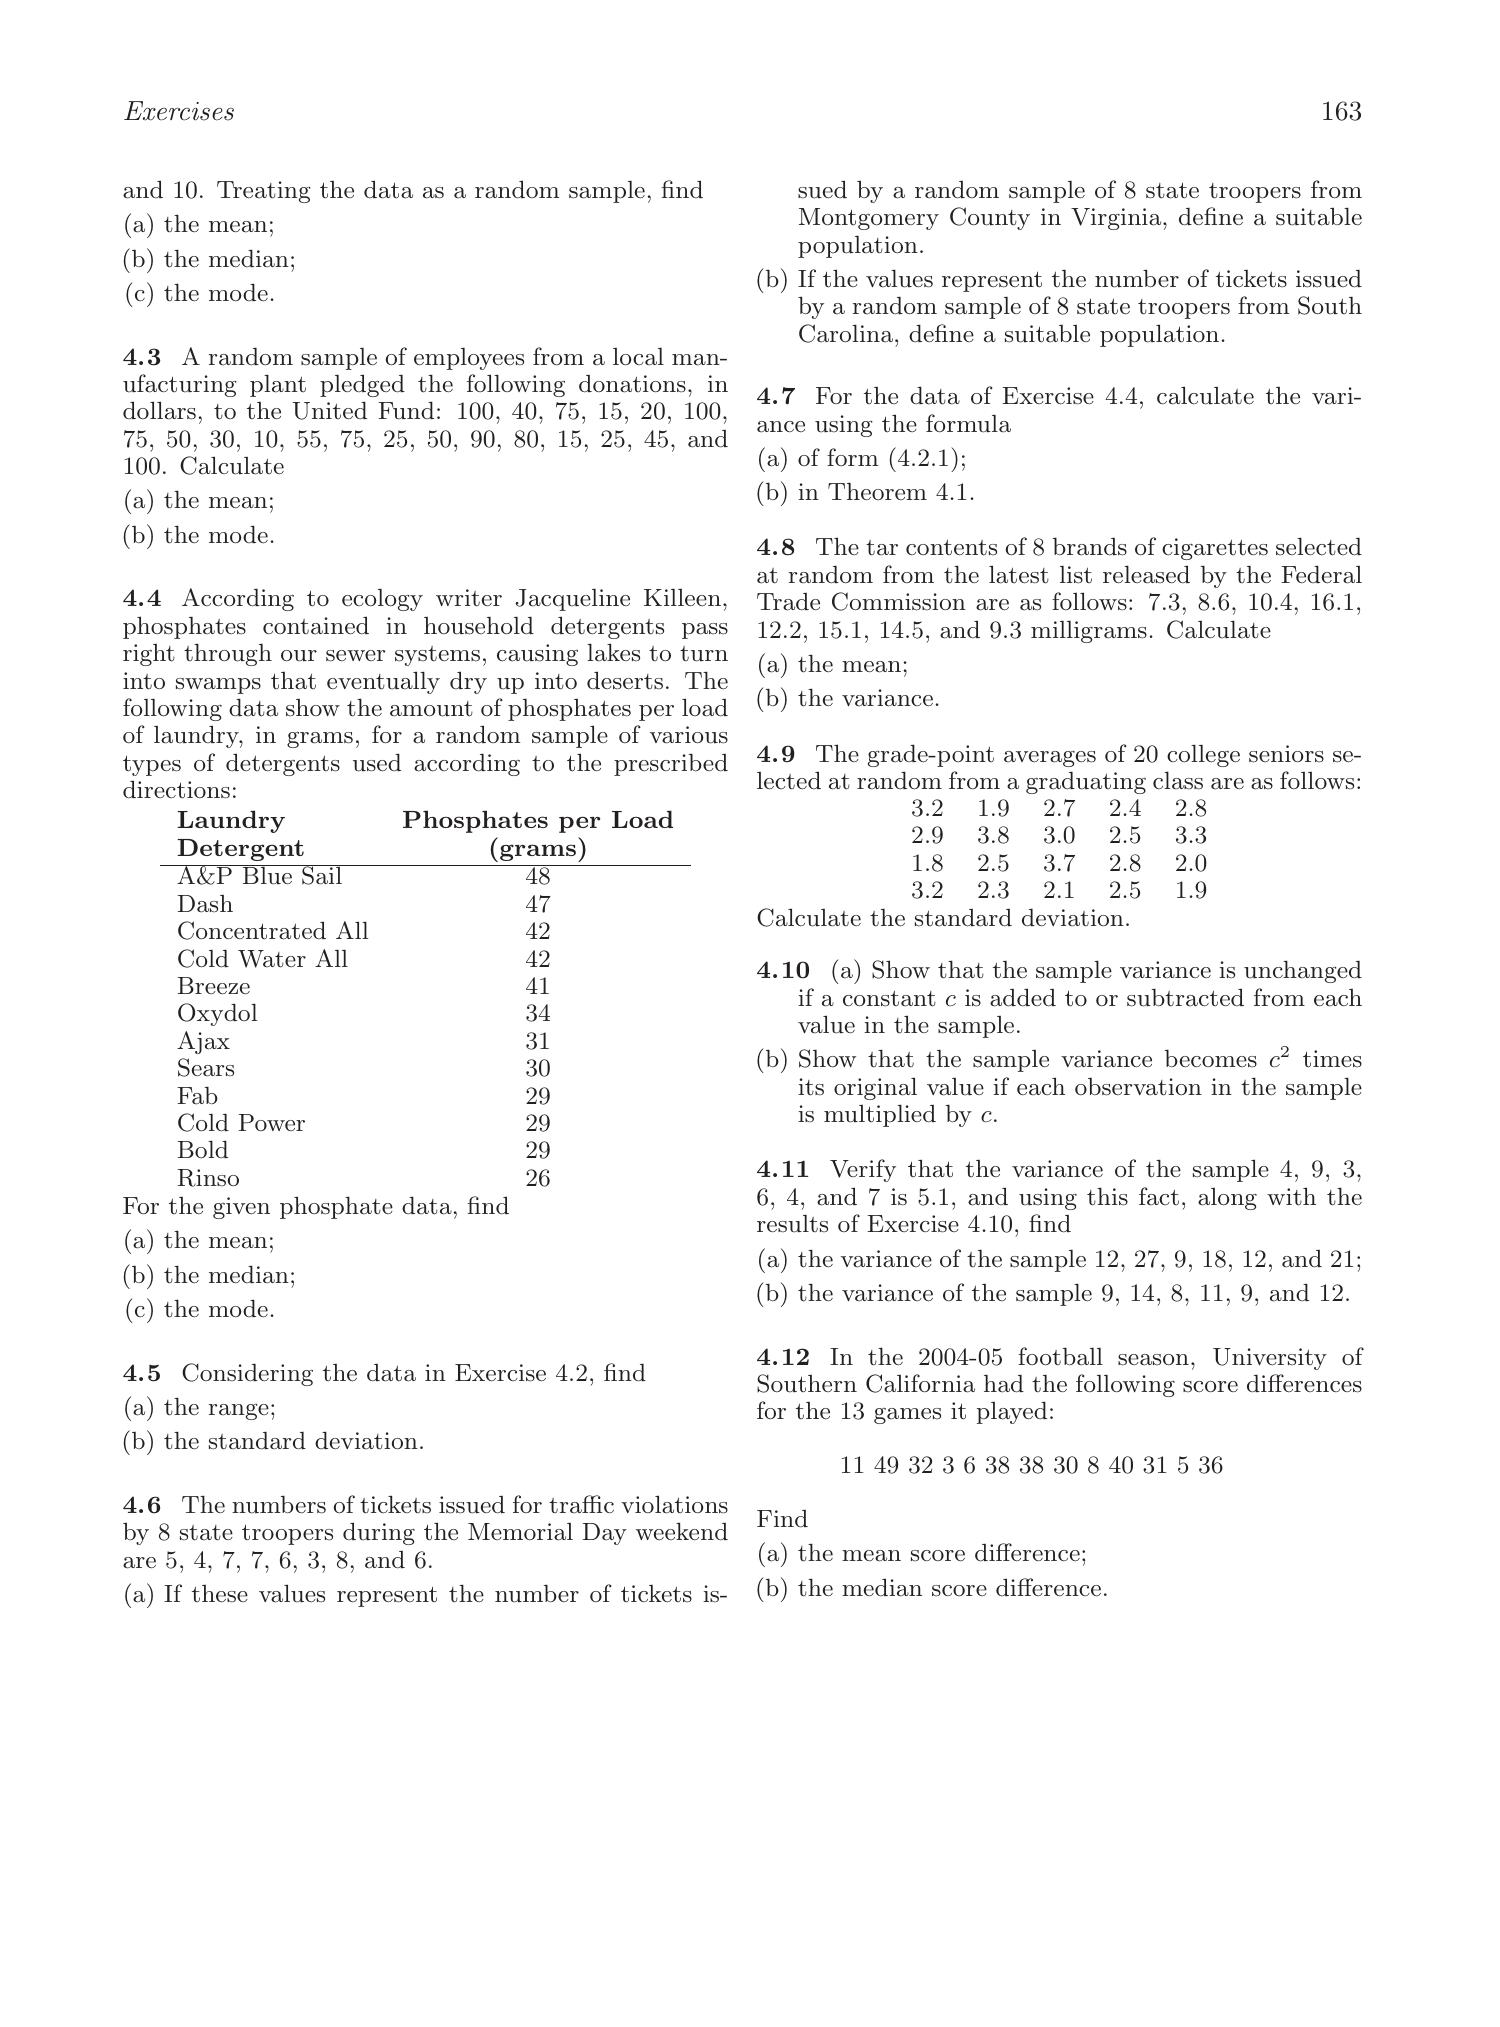 Exercises 163
and 10. Treating the data as a random sample, find
(a) the mean;
(b) the median;
(c) the mode.
4.3 A random sample of employees from a local man-
ufacturing plant pledged the following donations, in
dollars, to the United Fund: 100, 40, 75, 15, 20, 100,
75, 50, 30, 10, 55, 75, 25, 50, 90, 80, 15, 25, 45, and
100. Calculate
(a) the mean;
(b) the mode.
4.4 According to ecology writer Jacqueline Killeen,
phosphates contained in household detergents pass
right through our sewer systems, causing lakes to turn
into swamps that eventually dry up into deserts. The
following data show the amount of phosphates per load
of laundry, in grams, for a random sample of various
types of detergents used according to the prescribed
directions:
Laundry Phosphates per Load
Detergent (grams)
A&P Blue Sail 48
Dash 47
Concentrated All 42
Cold Water All 42
Breeze 41
Oxydol 34
Ajax 31
Sears 30
Fab 29
Cold Power 29
Bold 29
Rinso 26
For the given phosphate data, find
(a) the mean;
(b) the median;
(c) the mode.
4.5 Considering the data in Exercise 4.2, find
(a) the range;
(b) the standard deviation.
4.6 The numbers of tickets issued for traffic violations
by 8 state troopers during the Memorial Day weekend
are 5, 4, 7, 7, 6, 3, 8, and 6.
(a) If these values represent the number of tickets is-
sued by a random sample of 8 state troopers from
Montgomery County in Virginia, define a suitable
population.
(b) If the values represent the number of tickets issued
by a random sample of 8 state troopers from South
Carolina, define a suitable population.
4.7 For the data of Exercise 4.4, calculate the vari-
ance using the formula
(a) of form (4.2.1);
(b) in Theorem 4.1.
4.8 The tar contents of 8 brands of cigarettes selected
at random from the latest list released by the Federal
Trade Commission are as follows: 7.3, 8.6, 10.4, 16.1,
12.2, 15.1, 14.5, and 9.3 milligrams. Calculate
(a) the mean;
(b) the variance.
4.9 The grade-point averages of 20 college seniors se-
lected at random from a graduating class are as follows:
3.2 1.9 2.7 2.4 2.8
2.9 3.8 3.0 2.5 3.3
1.8 2.5 3.7 2.8 2.0
3.2 2.3 2.1 2.5 1.9
Calculate the standard deviation.
4.10 (a) Show that the sample variance is unchanged
if a constant c is added to or subtracted from each
value in the sample.
(b) Show that the sample variance becomes c² times
its original value if each observation in the sample
is multiplied by c.
4.11 Verify that the variance of the sample 4, 9, 3,
6, 4, and 7 is 5.1, and using this fact, along with the
results of Exercise 4.10, find
(a) the variance of the sample 12, 27, 9, 18, 12, and 21;
(b) the variance of the sample 9, 14, 8, 11, 9, and 12.
4.12 In the 2004-05 football season, University of
Southern California had the following score differences
for the 13 games it played:
11 49 32 3 6 38 38 30 8 40 31 5 36
Find
(a) the mean score difference;
(b) the median score difference.